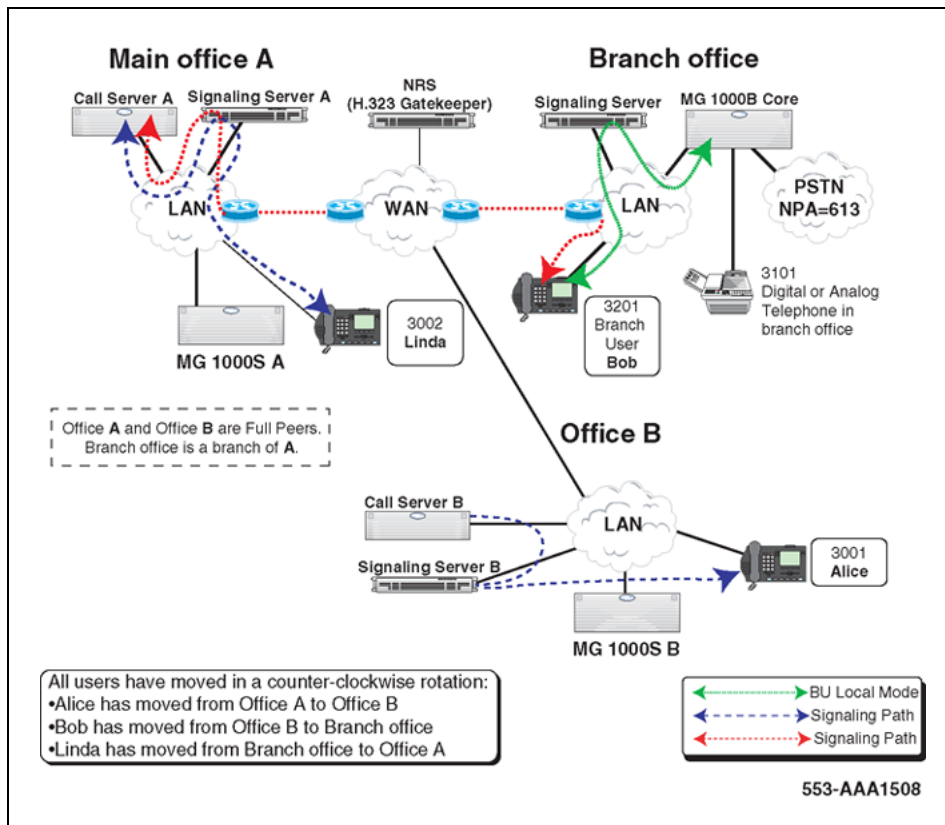 Main office A
Branch office
Call Server A
Signaling Server A
NRS
(H.323 Gatekeeper)
Signaling Server
MG 1000B Core
LAN
WAN
LAN
PSTN
NPA=613
3101
Digital or Analog
Telephone in
branch office
3002
Linda
3201
Branch
User
Bob
MG 1000S A
Office A and Office B are Full Peers.
Branch office is a branch of A.
Office B
Call Server B
LAN
Signaling Server B
3001
Alice
MG 1000S B
All users have moved in a counter-clockwise rotation:
•Alice has moved from Office A to Office B
•Bob has moved from Office B to Branch office
•Linda has moved from Branch office to Office A
BU Local Mode
Signaling Path
Signaling Path
553-AAA1508